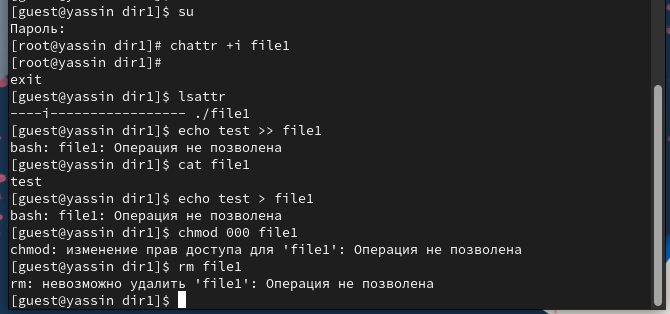 [guest@yassin dir1]$ su
Пароль:
[root@yassin dir1]# chattr +i file1
[root@yassin dir1]#
exit
[guest@yassin dir1]$ lsattr
----i----------------- ./file1
[guest@yassin dir1]$ echo test >> file1
bash: file1: Операция не позволена
[guest@yassin dir1]$ cat file1
test
[guest@yassin dir1]$ echo test > file1
bash: file1: Операция не позволена
[guest@yassin dir1]$ chmod 000 file1
chmod: изменение прав доступа для 'file1': Операция не позволена
[guest@yassin dir1]$ rm file1
rm: невозможно удалить 'file1': Операция не позволена
[guest@yassin dir1]$